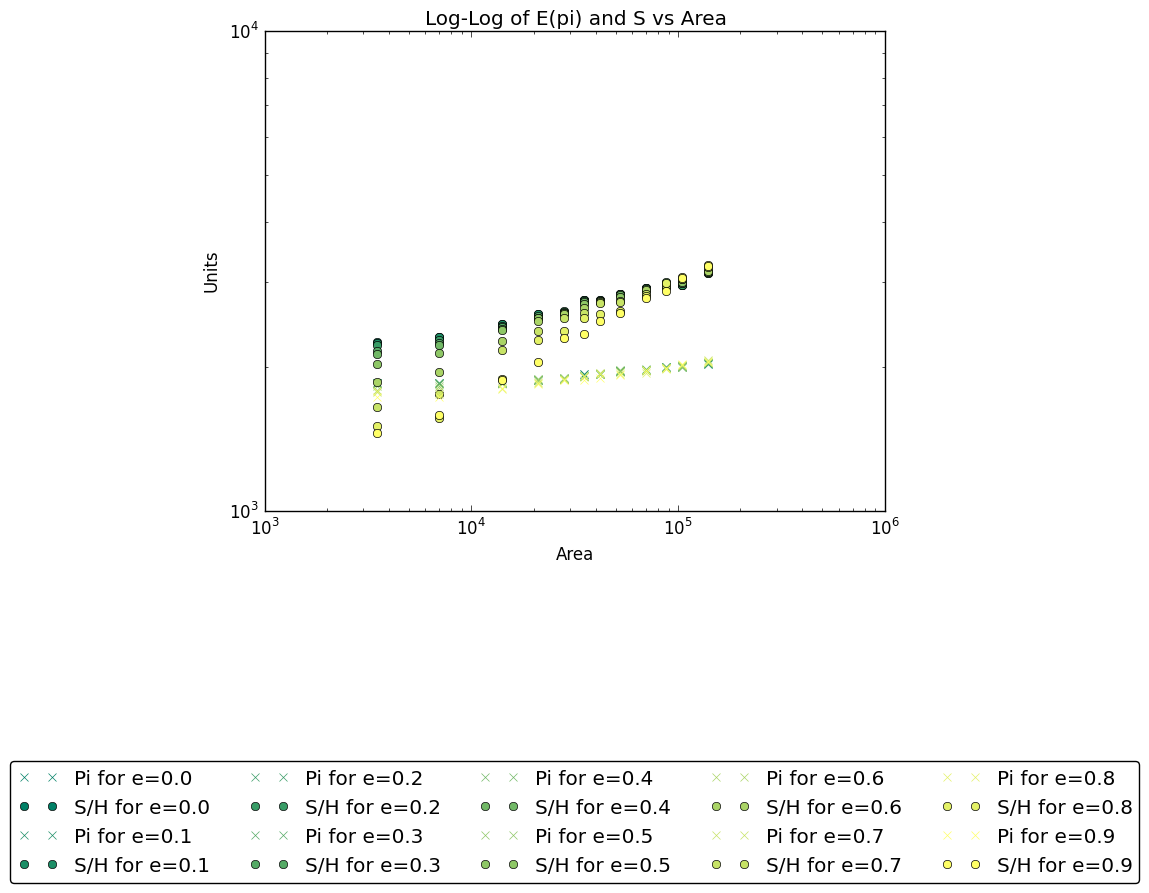 Log-Log of E(pi) and S vs Area
10^4
Units
10^3
10^3 10^4 10^5 10^6
Area
Pi for e=0.0 Pi for e=0.2 Pi for e=0.4 Pi for e=0.6 Pi for e=0.8
S/H for e=0.0 S/H for e=0.2 S/H for e=0.4 S/H for e=0.6 S/H for e=0.8
Pi for e=0.1 Pi for e=0.3 Pi for e=0.5 Pi for e=0.7 Pi for e=0.9
S/H for e=0.1 S/H for e=0.3 S/H for e=0.5 S/H for e=0.7 S/H for e=0.9